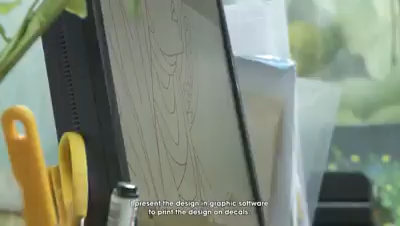 I present the design in graphic software
to print the design on decals